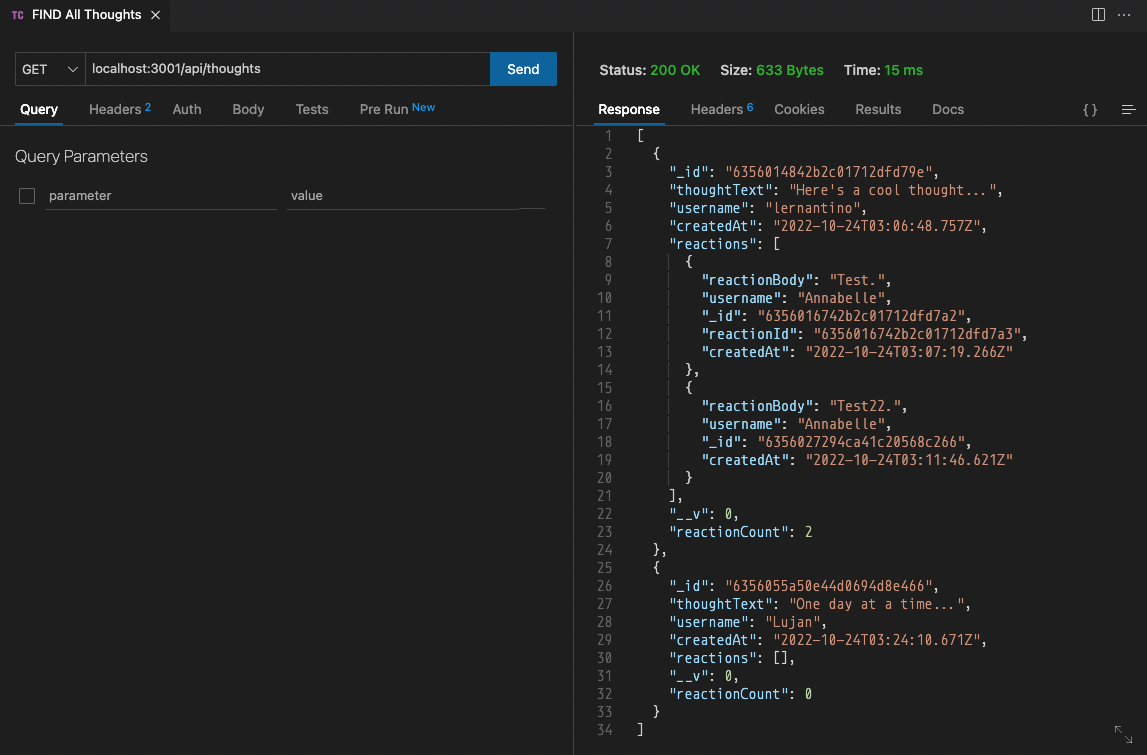 TC FIND All Thoughts
GET localhost:3001/api/thoughts Send
Query Headers 2 Auth Body Tests Pre Run New
Query Parameters
parameter value
Status: 200 OK Size: 633 Bytes Time: 15 ms
Response Headers 6 Cookies Results Docs { }
1 [
2 {
3 "_id": "6356014842b2c01712dfd79e",
4 "thoughtText": "Here's a cool thought...",
5 "username": "lernantino",
6 "createdAt": "2022-10-24T03:06:48.757Z",
7 "reactions": [
8 {
9 "reactionBody": "Test.",
10 "username": "Annabelle",
11 "_id": "6356016742b2c01712dfd7a2",
12 "reactionId": "6356016742b2c01712dfd7a3",
13 "createdAt": "2022-10-24T03:07:19.266Z"
14 },
15 {
16 "reactionBody": "Test22.",
17 "username": "Annabelle",
18 "_id": "6356027294ca41c20568c266",
19 "createdAt": "2022-10-24T03:11:46.621Z"
20 }
21 ],
22 "__v": 0,
23 "reactionCount": 2
24 },
25 {
26 "_id": "6356055a50e44d0694d8e466",
27 "thoughtText": "One day at a time...",
28 "username": "Lujan",
29 "createdAt": "2022-10-24T03:24:10.671Z",
30 "reactions": [],
31 "__v": 0,
32 "reactionCount": 0
33 }
34 ]